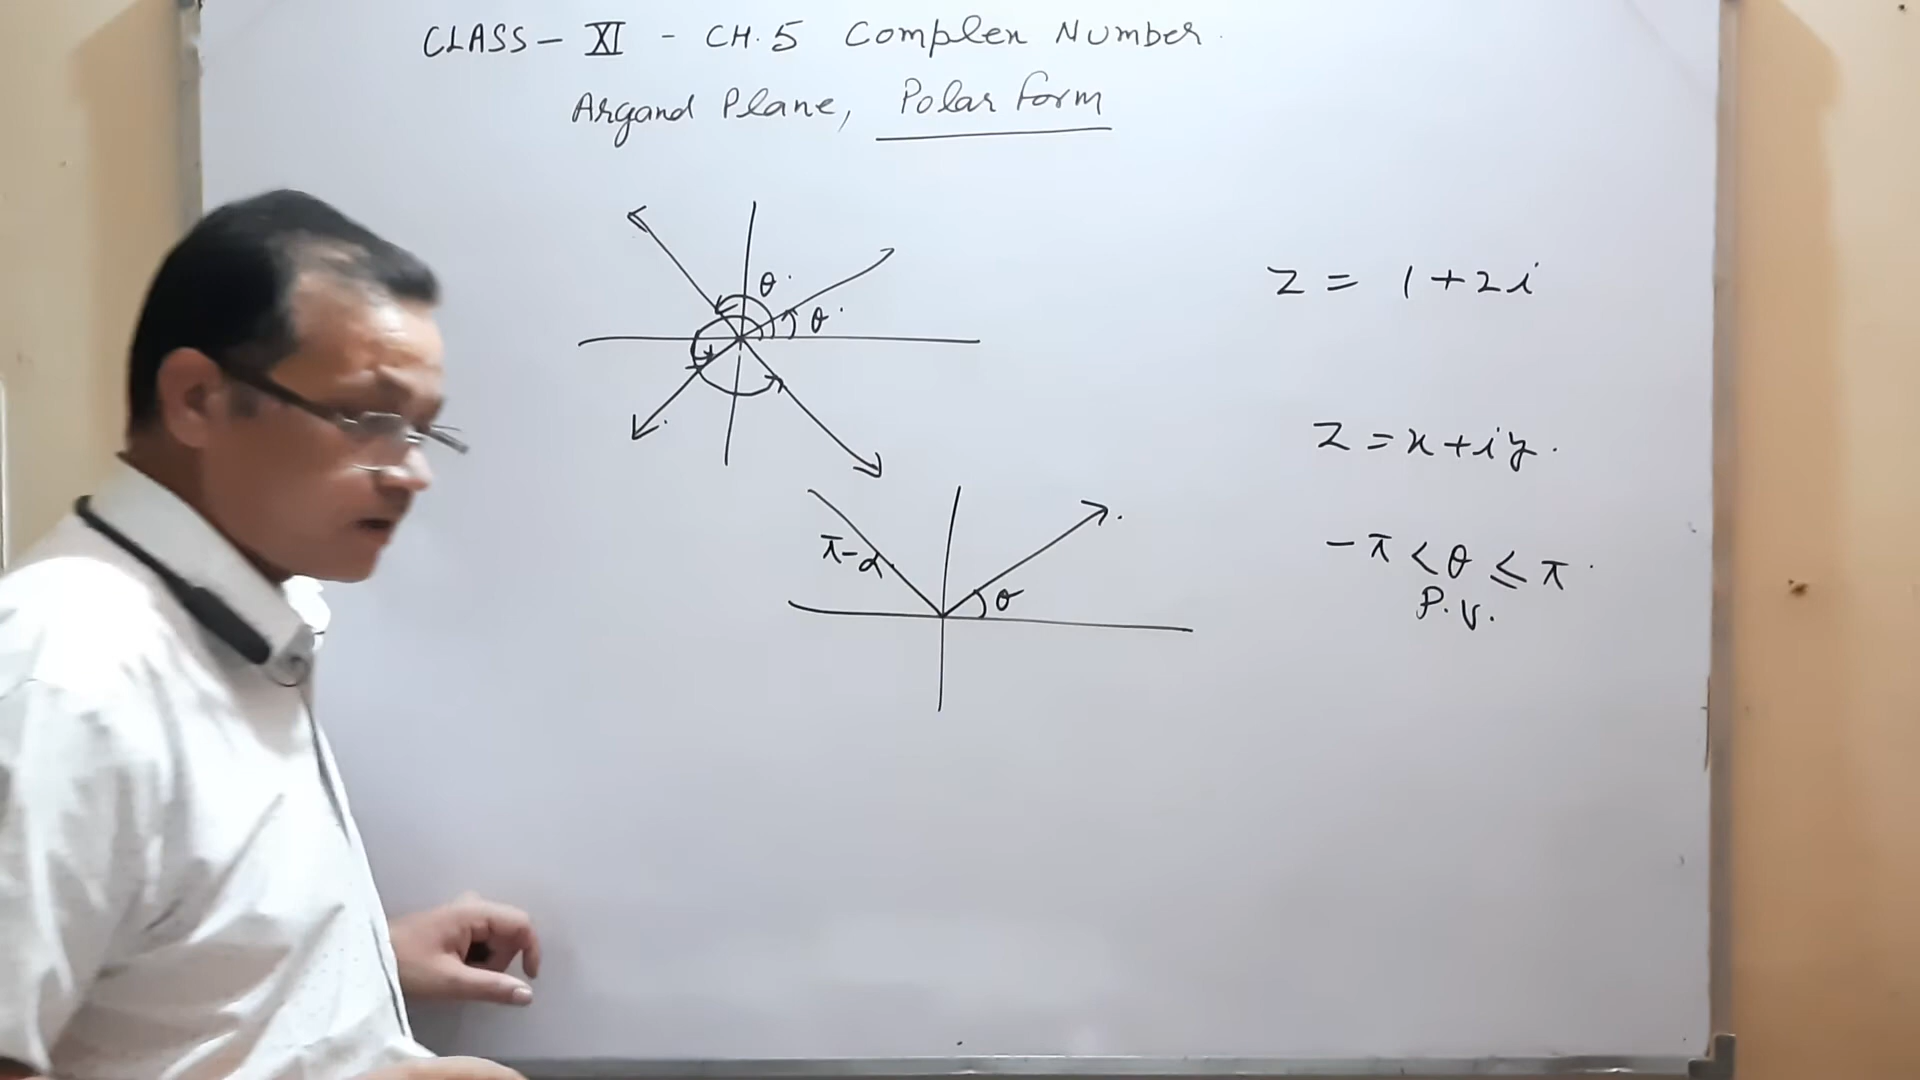 CLASS - XI - CH. 5 Complex Number.
Argand Plane, Polar Form
θ
θ
z = 1 + 2i
z = x + iy.
π-α
θ
-π < θ ≤ π
P.V.